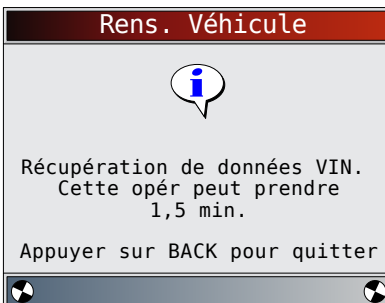 Rens. Véhicule
Récupération de données VIN.
Cette opér peut prendre
1,5 min.
Appuyer sur BACK pour quitter